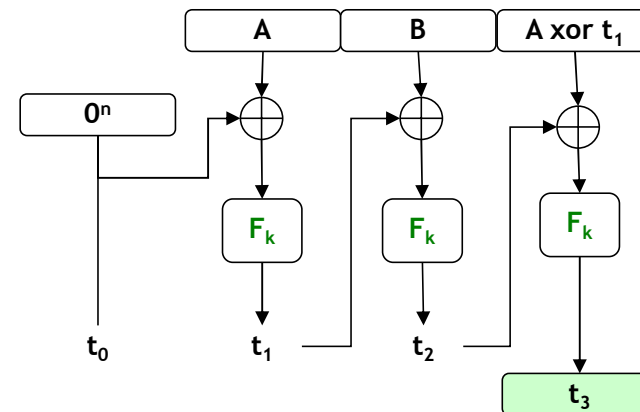 A B A xor t₁
0ⁿ
Fₖ Fₖ Fₖ
t₀ t₁ t₂
t₃